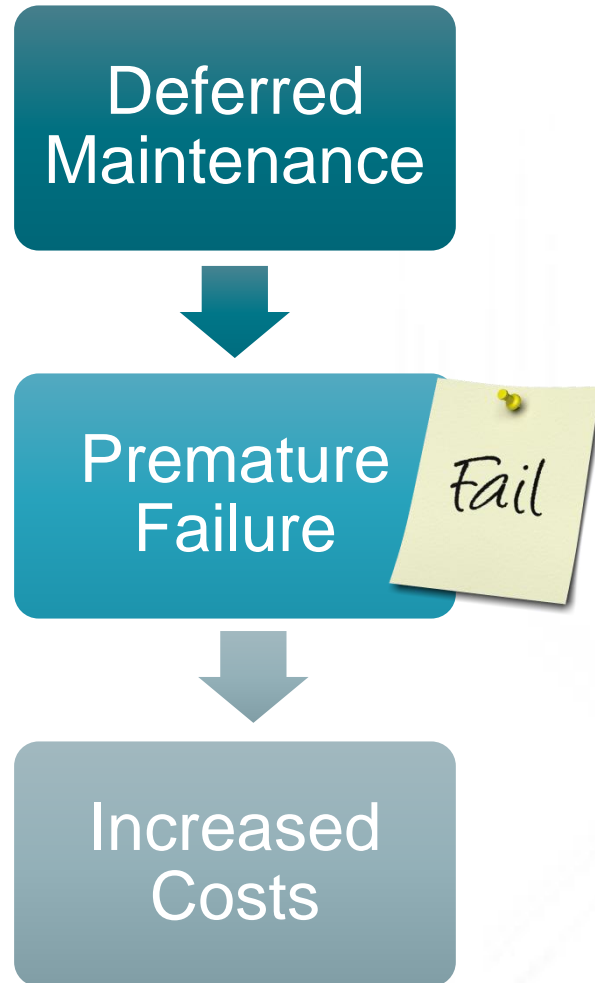 Deferred
Maintenance
Premature
Failure
Fail
Increased
Costs